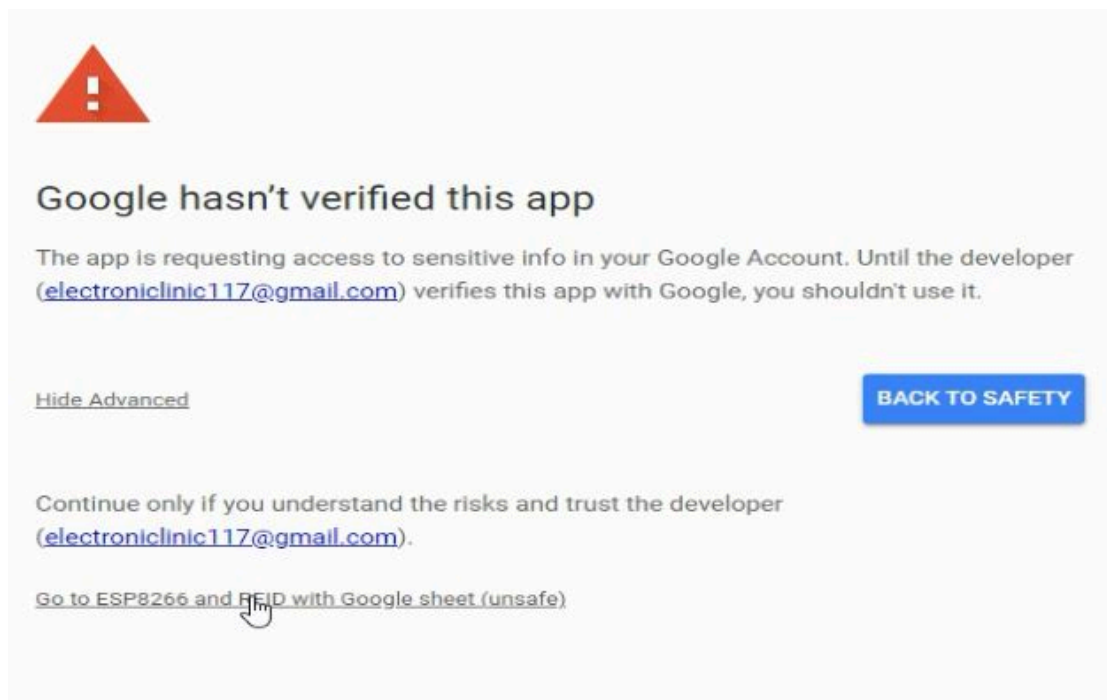 Google hasn't verified this app
The app is requesting access to sensitive info in your Google Account. Until the developer
(electroniclinic117@gmail.com) verifies this app with Google, you shouldn't use it.
Hide Advanced
BACK TO SAFETY
Continue only if you understand the risks and trust the developer
(electroniclinic117@gmail.com).
Go to ESP8266 and RFID with Google sheet (unsafe)